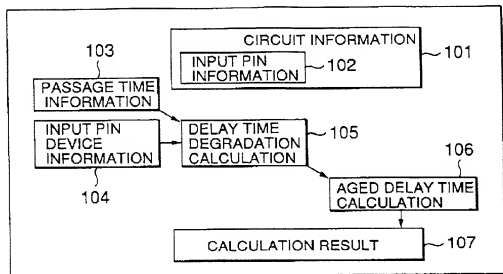 103
CIRCUIT INFORMATION
101
INPUT PIN
INFORMATION
102
PASSAGE TIME
INFORMATION
INPUT PIN
DEVICE
INFORMATION
104
DELAY TIME
DEGRADATION
CALCULATION
105
106
AGED DELAY TIME
CALCULATION
CALCULATION RESULT
107